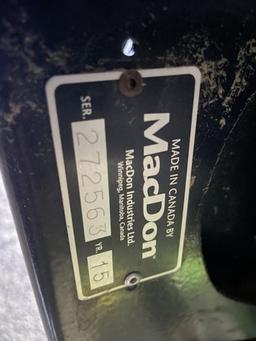 MADE IN CANADA BY
MacDon®
MacDon Industries Ltd.
Winnipeg, Manitoba, Canada
SER. 272563 YR. 15